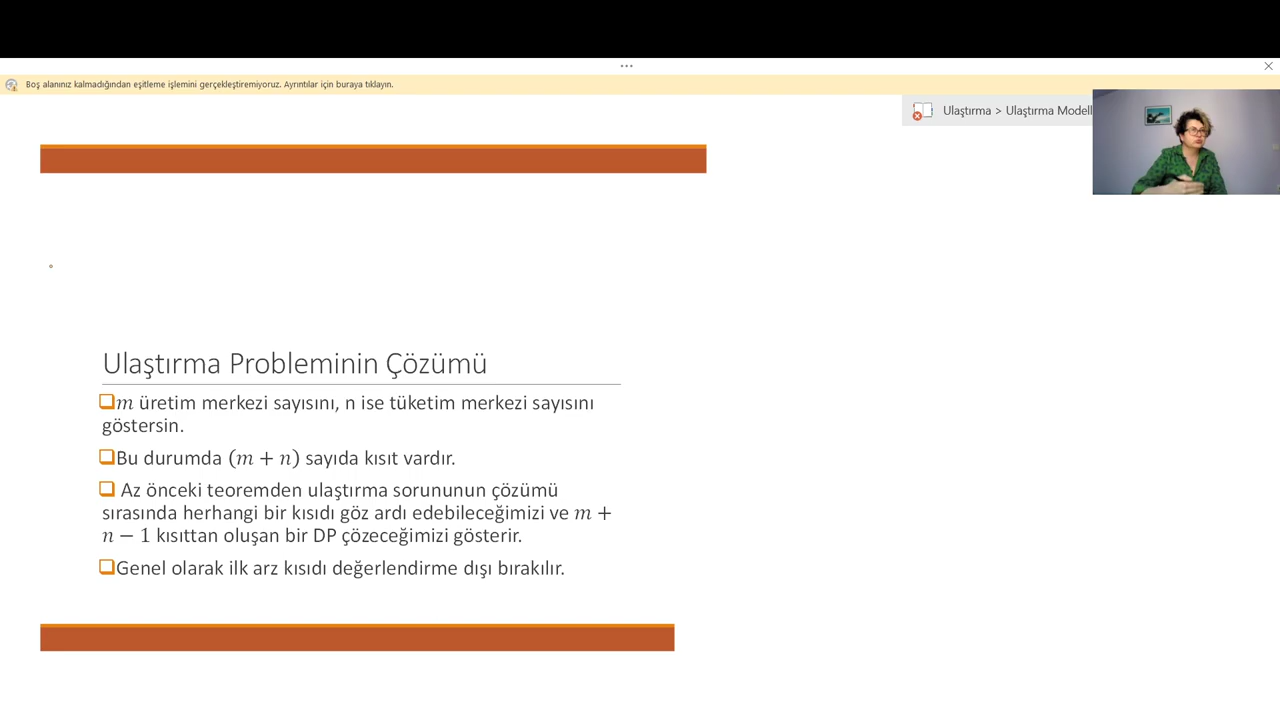 Boş alanınız kalmadığından eşitleme işlemini gerçekleştiremiyoruz. Ayrıntılar için buraya tıklayın.
Ulaştırma > Ulaştırma Modell
Ulaştırma Probleminin Çözümü
m üretim merkezi sayısını, n ise tüketim merkezi sayısını
göstersin.
Bu durumda (m + n) sayıda kısıt vardır.
Az önceki teoremden ulaştırma sorununun çözümü
sırasında herhangi bir kısıdı göz ardı edebileceğimizi ve m +
n − 1 kısıttan oluşan bir DP çözeceğimizi gösterir.
Genel olarak ilk arz kısıdı değerlendirme dışı bırakılır.